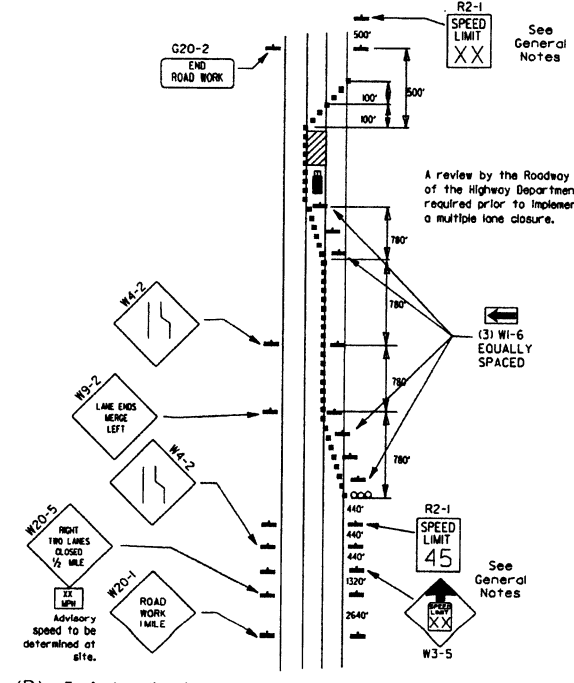 R2-1
SPEED
LIMIT
XX
See
General
Notes
500'
G20-2
END
ROAD WORK
500'
100'
100'
A review by the Roadway
of the Highway Departmen
required prior to implemen
a multiple lane closure.
780'
780'
W4-2
(3) W1-6
EQUALLY
SPACED
W9-2
LANE ENDS
MERGE
LEFT
780
780'
W4-2
440'
R2-1
SPEED
LIMIT
45
440'
440'
W20-5
RIGHT
TWO LANES
CLOSED
1/2 MILE
XX
MPH
Advisory
speed to be
determined at
site.
1320'
See
General
Notes
W20-1
ROAD
WORK
1 MILE
2640'
SPEED
LIMIT
XX
W3-5